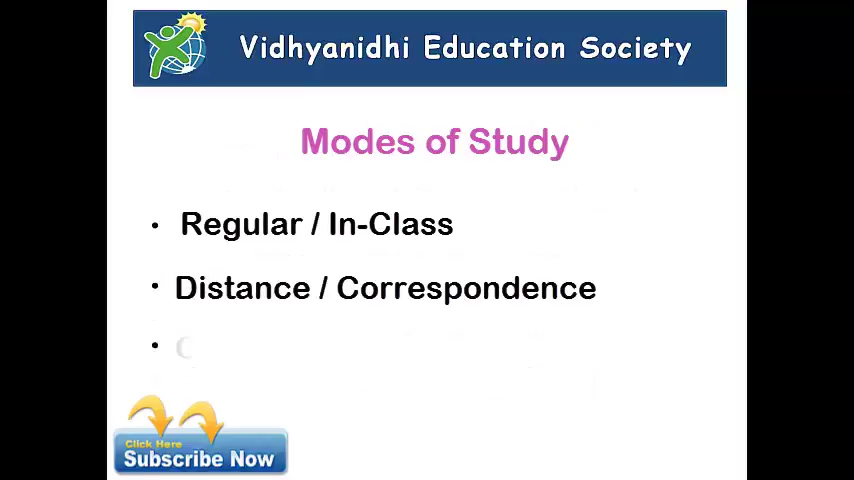 Vidhyanidhi Education Society
Modes of Study
• Regular / In-Class
• Distance / Correspondence
•
Click Here
Subscribe Now